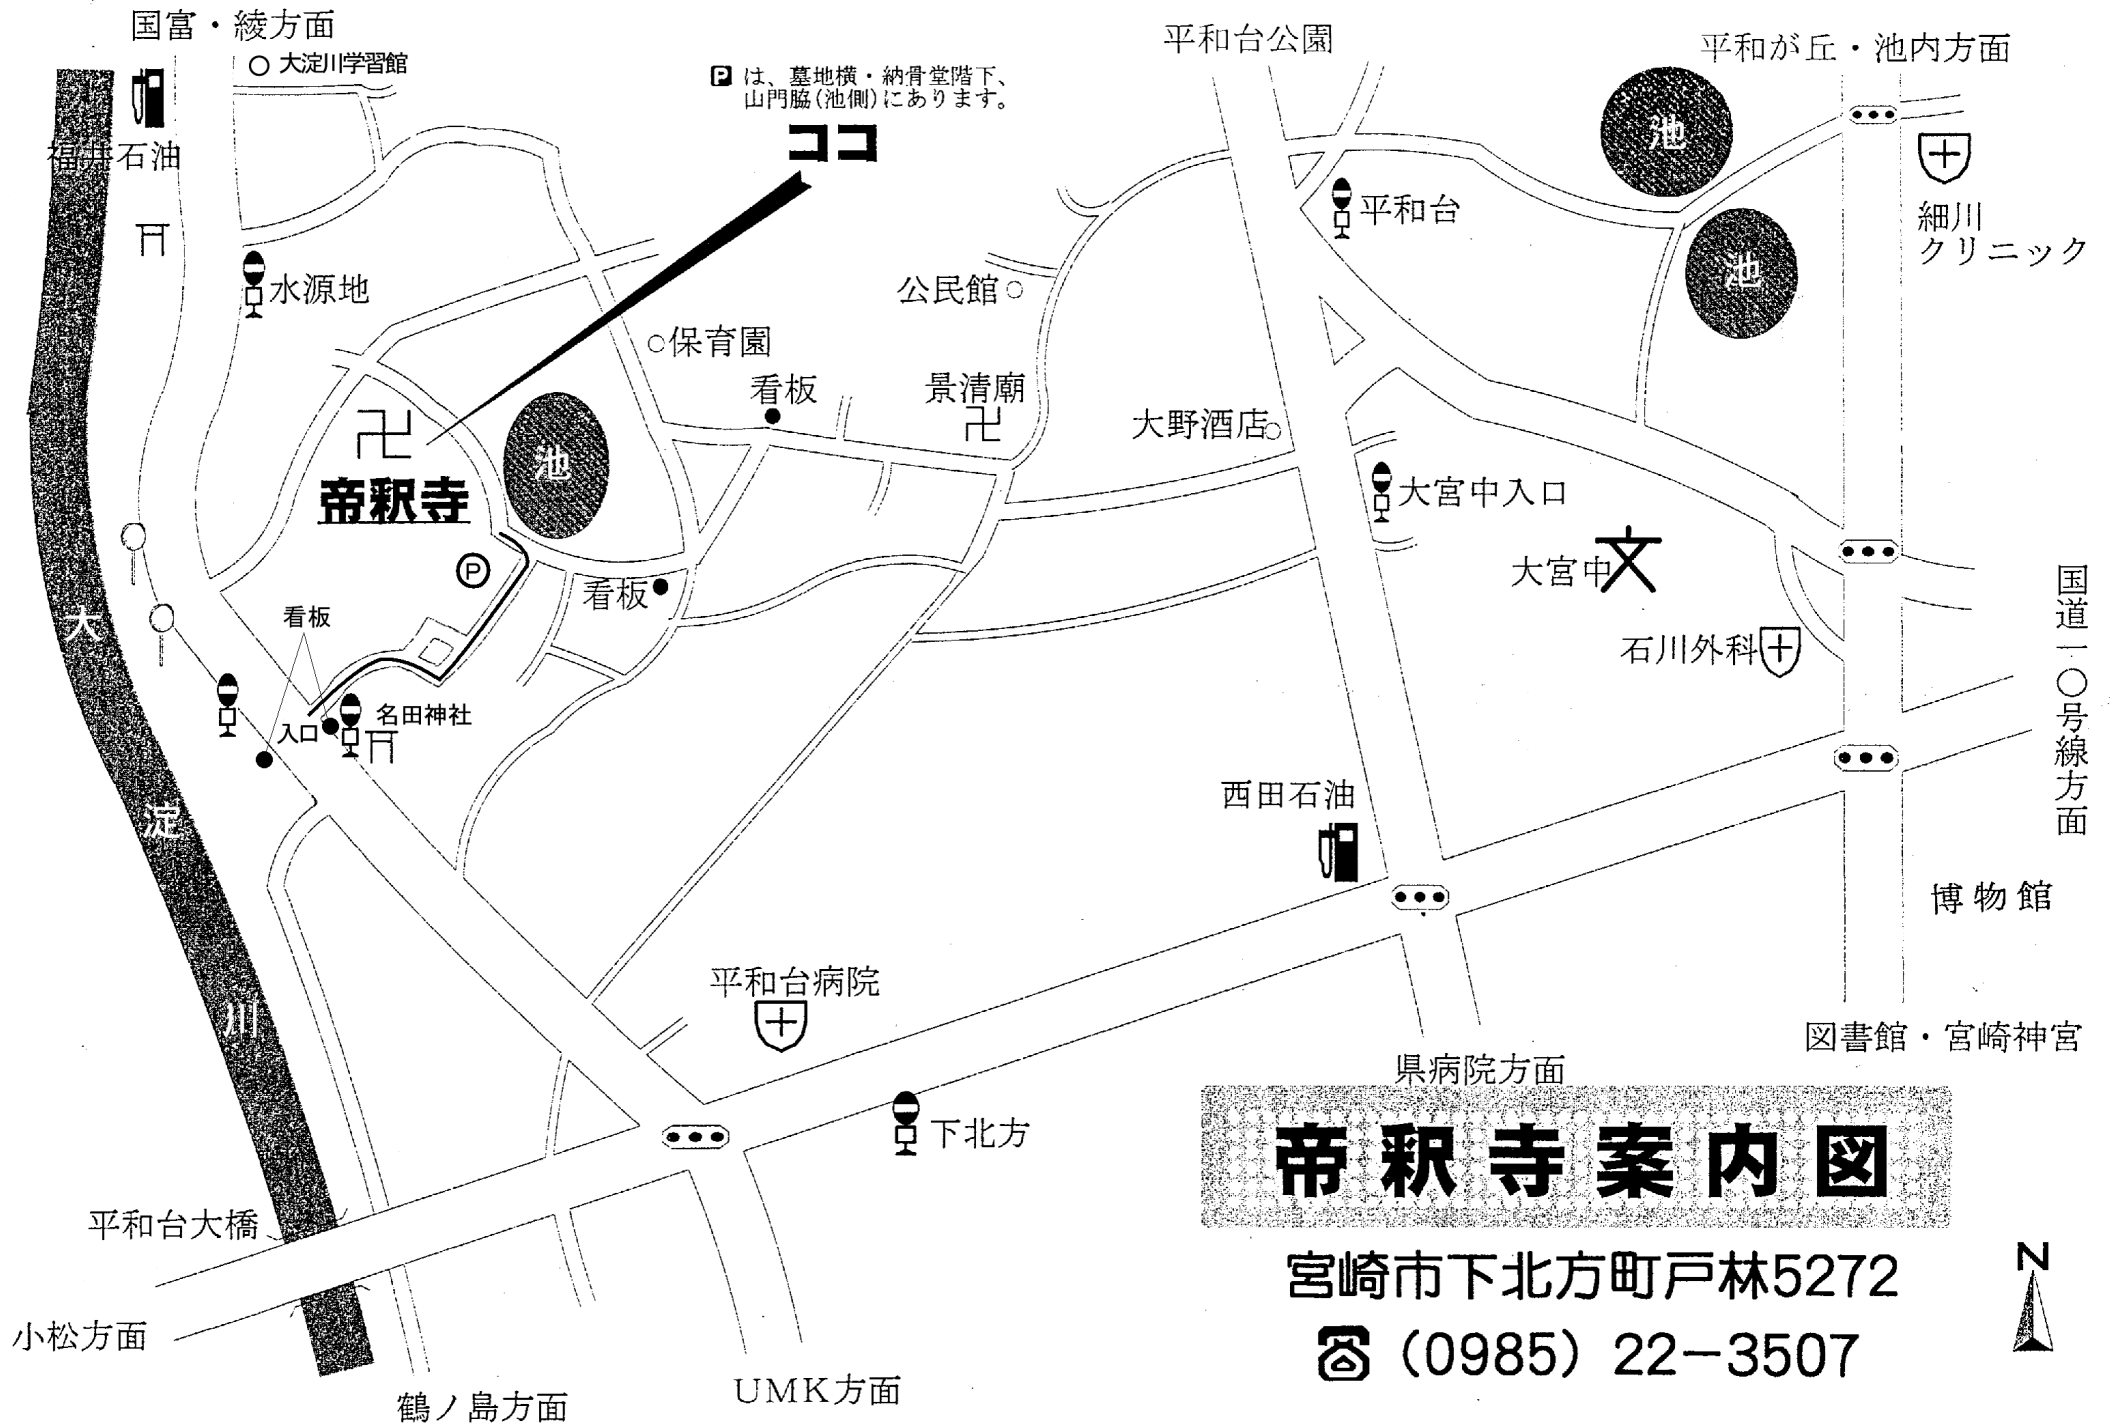 国富・綾方面
大淀川学習館
福井石油
水源地
Pは、墓地横・納骨堂階下、
山門脇(池側)にあります。
ココ
平和台公園
平和が丘・池内方面
池
池
細川
クリニック
平和台
公民館
保育園
看板
景清廟
大野酒店
大宮中入口
大宮中
文
石川外科
国道一〇号線方面
帝釈寺
池
P
看板
看板
入口
名田神社
大淀川
西田石油
博物館
平和台病院
図書館・宮崎神宮
県病院方面
下北方
平和台大橋
小松方面
鶴ノ島方面
UMK方面
帝釈寺案内図
宮崎市下北方町戸林5272
☎(0985)22-3507
N